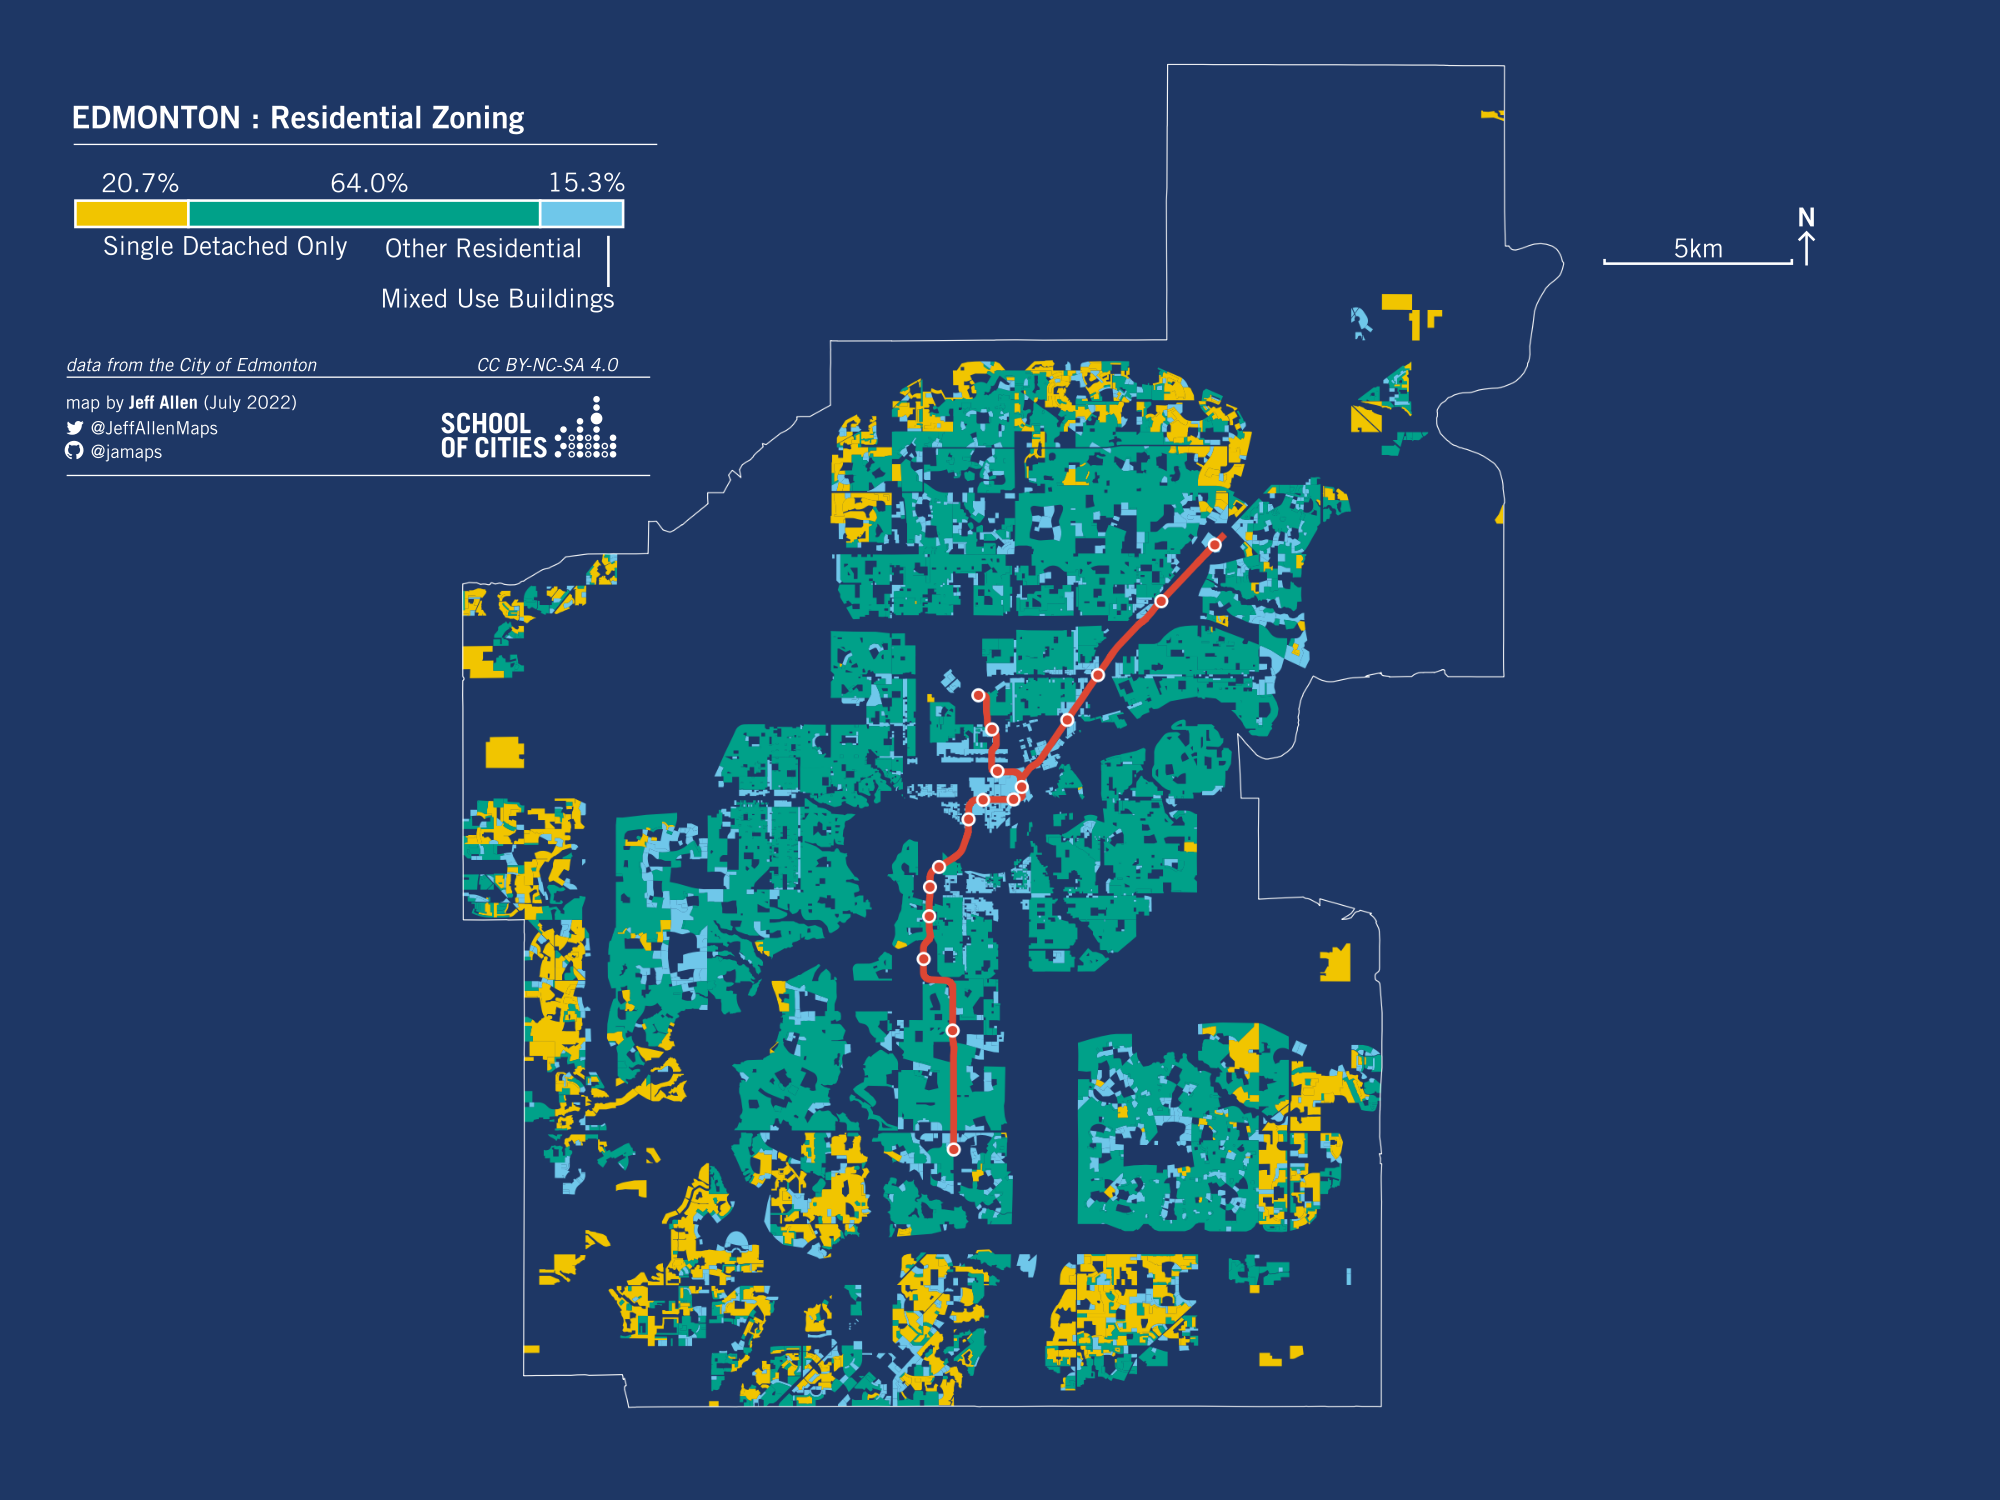 EDMONTON : Residential Zoning
20.7% 64.0% 15.3%
Single Detached Only Other Residential
Mixed Use Buildings
data from the City of Edmonton CC BY-NC-SA 4.0
map by Jeff Allen (July 2022)
@JeffAllenMaps
@jamaps
SCHOOL
OF CITIES
5km
N